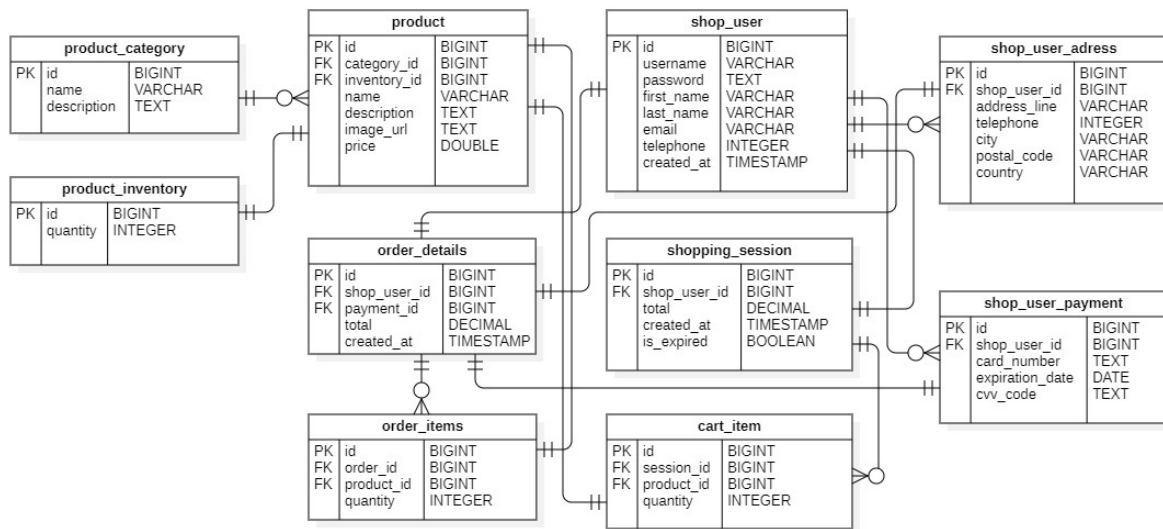 product_category
PK id BIGINT
name VARCHAR
description TEXT
product_inventory
PK id BIGINT
quantity INTEGER
product
PK id BIGINT
FK category_id BIGINT
FK inventory_id BIGINT
name VARCHAR
description TEXT
image_url TEXT
price DOUBLE
order_details
PK id BIGINT
FK shop_user_id BIGINT
FK payment_id BIGINT
total DECIMAL
created_at TIMESTAMP
order_items
PK id BIGINT
FK order_id BIGINT
FK product_id BIGINT
quantity INTEGER
shop_user
PK id BIGINT
username VARCHAR
password TEXT
first_name VARCHAR
last_name VARCHAR
email VARCHAR
telephone INTEGER
created_at TIMESTAMP
shopping_session
PK id BIGINT
FK shop_user_id BIGINT
total DECIMAL
created_at TIMESTAMP
is_expired BOOLEAN
cart_item
PK id BIGINT
FK session_id BIGINT
FK product_id BIGINT
quantity INTEGER
shop_user_adress
PK id BIGINT
FK shop_user_id BIGINT
address_line VARCHAR
telephone INTEGER
city VARCHAR
postal_code VARCHAR
country VARCHAR
shop_user_payment
PK id BIGINT
FK shop_user_id BIGINT
card_number TEXT
expiration_date DATE
cvv_code TEXT